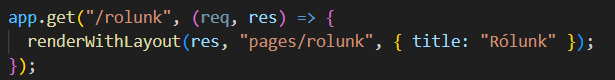 app.get("/rolunk", (req, res) => {
  renderWithLayout(res, "pages/rolunk", { title: "Rólunk" });
});